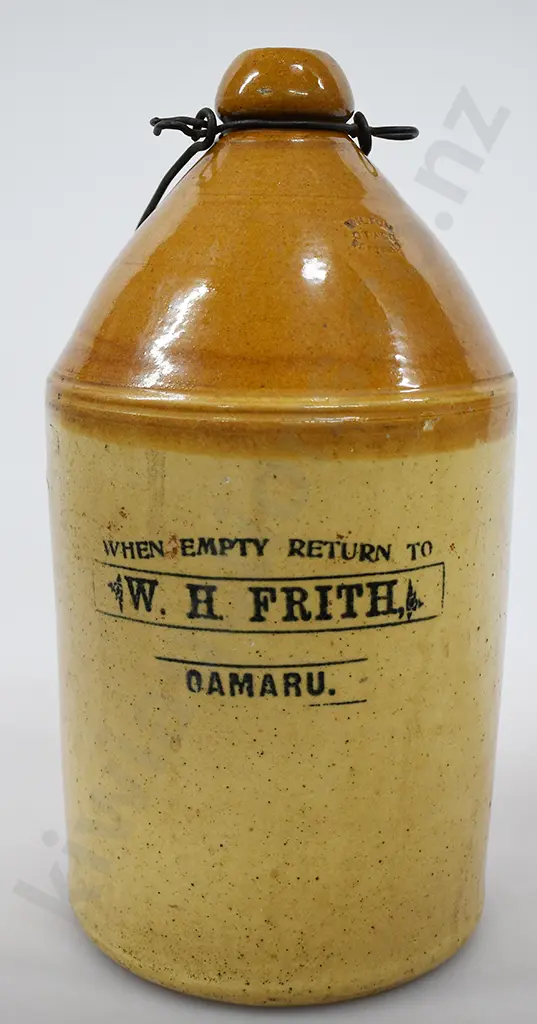 WHEN EMPTY RETURN TO
W. H. FRITH,
OAMARU.